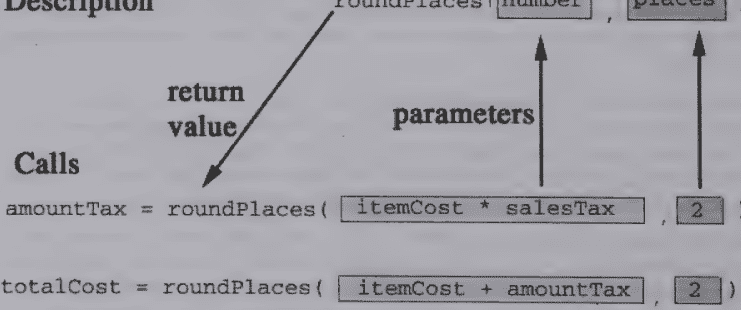 Description roundPlaces(number , places
return
value
parameters
Calls
amountTax = roundPlaces( itemCost * salesTax , 2 )
totalCost = roundPlaces( itemCost + amountTax , 2 )